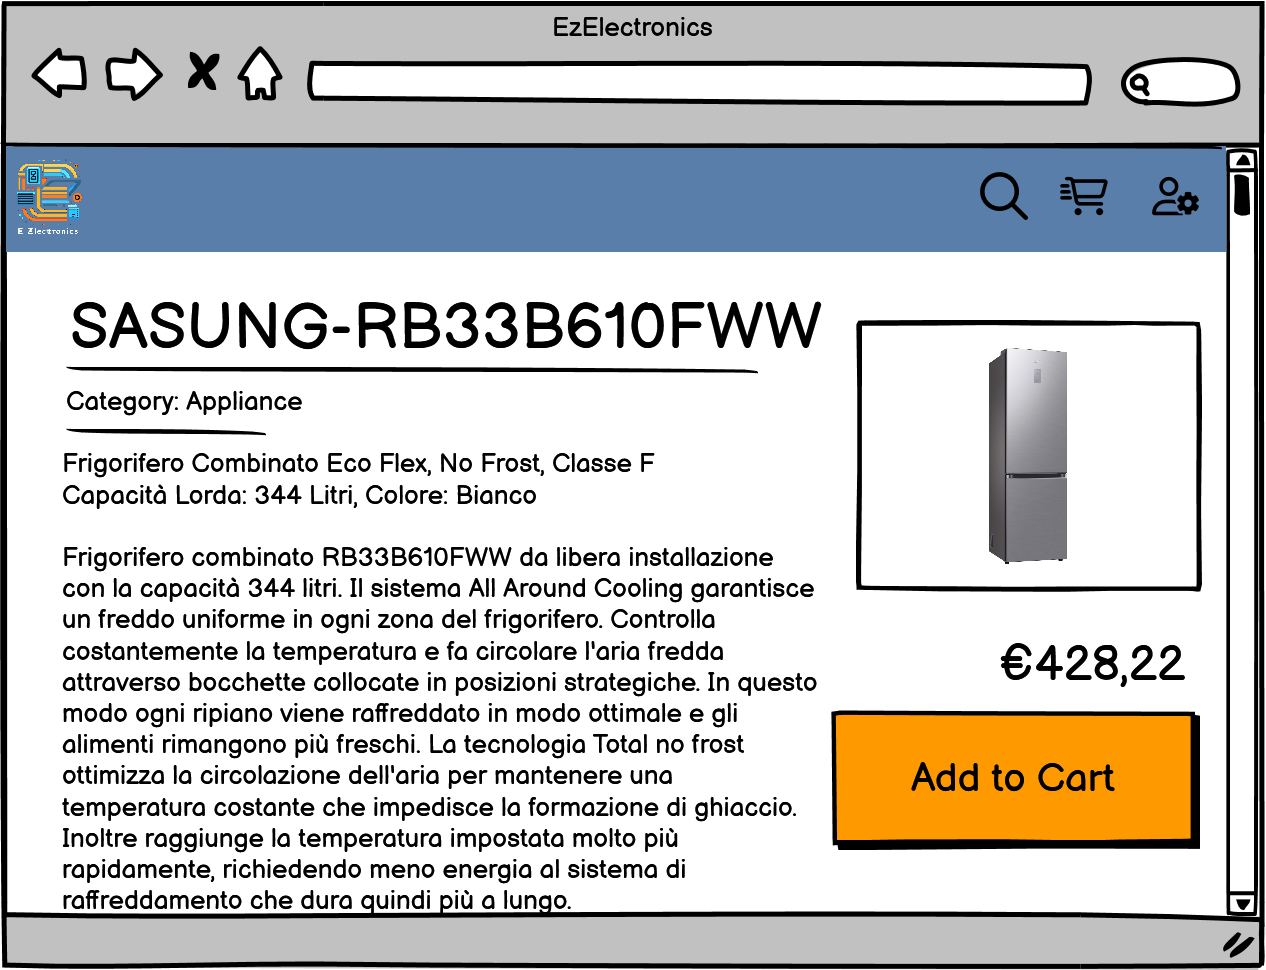 EzElectronics
E Zlectronics
SASUNG-RB33B610FWW
Category: Appliance
Frigorifero Combinato Eco Flex, No Frost, Classe F
Capacità Lorda: 344 Litri, Colore: Bianco
Frigorifero combinato RB33B610FWW da libera installazione
con la capacità 344 litri. Il sistema All Around Cooling garantisce
un freddo uniforme in ogni zona del frigorifero. Controlla
costantemente la temperatura e fa circolare l'aria fredda
attraverso bocchette collocate in posizioni strategiche. In questo
modo ogni ripiano viene raffreddato in modo ottimale e gli
alimenti rimangono più freschi. La tecnologia Total no frost
ottimizza la circolazione dell'aria per mantenere una
temperatura costante che impedisce la formazione di ghiaccio.
Inoltre raggiunge la temperatura impostata molto più
rapidamente, richiedendo meno energia al sistema di
raffreddamento che dura quindi più a lungo.
€428,22
Add to Cart